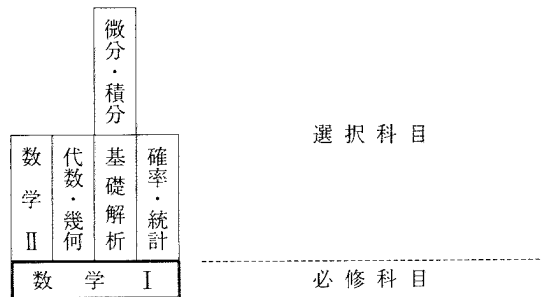 微分・積分
数学Ⅱ
代数・幾何
基礎解析
確率・統計
選択科目
数学Ⅰ
必修科目